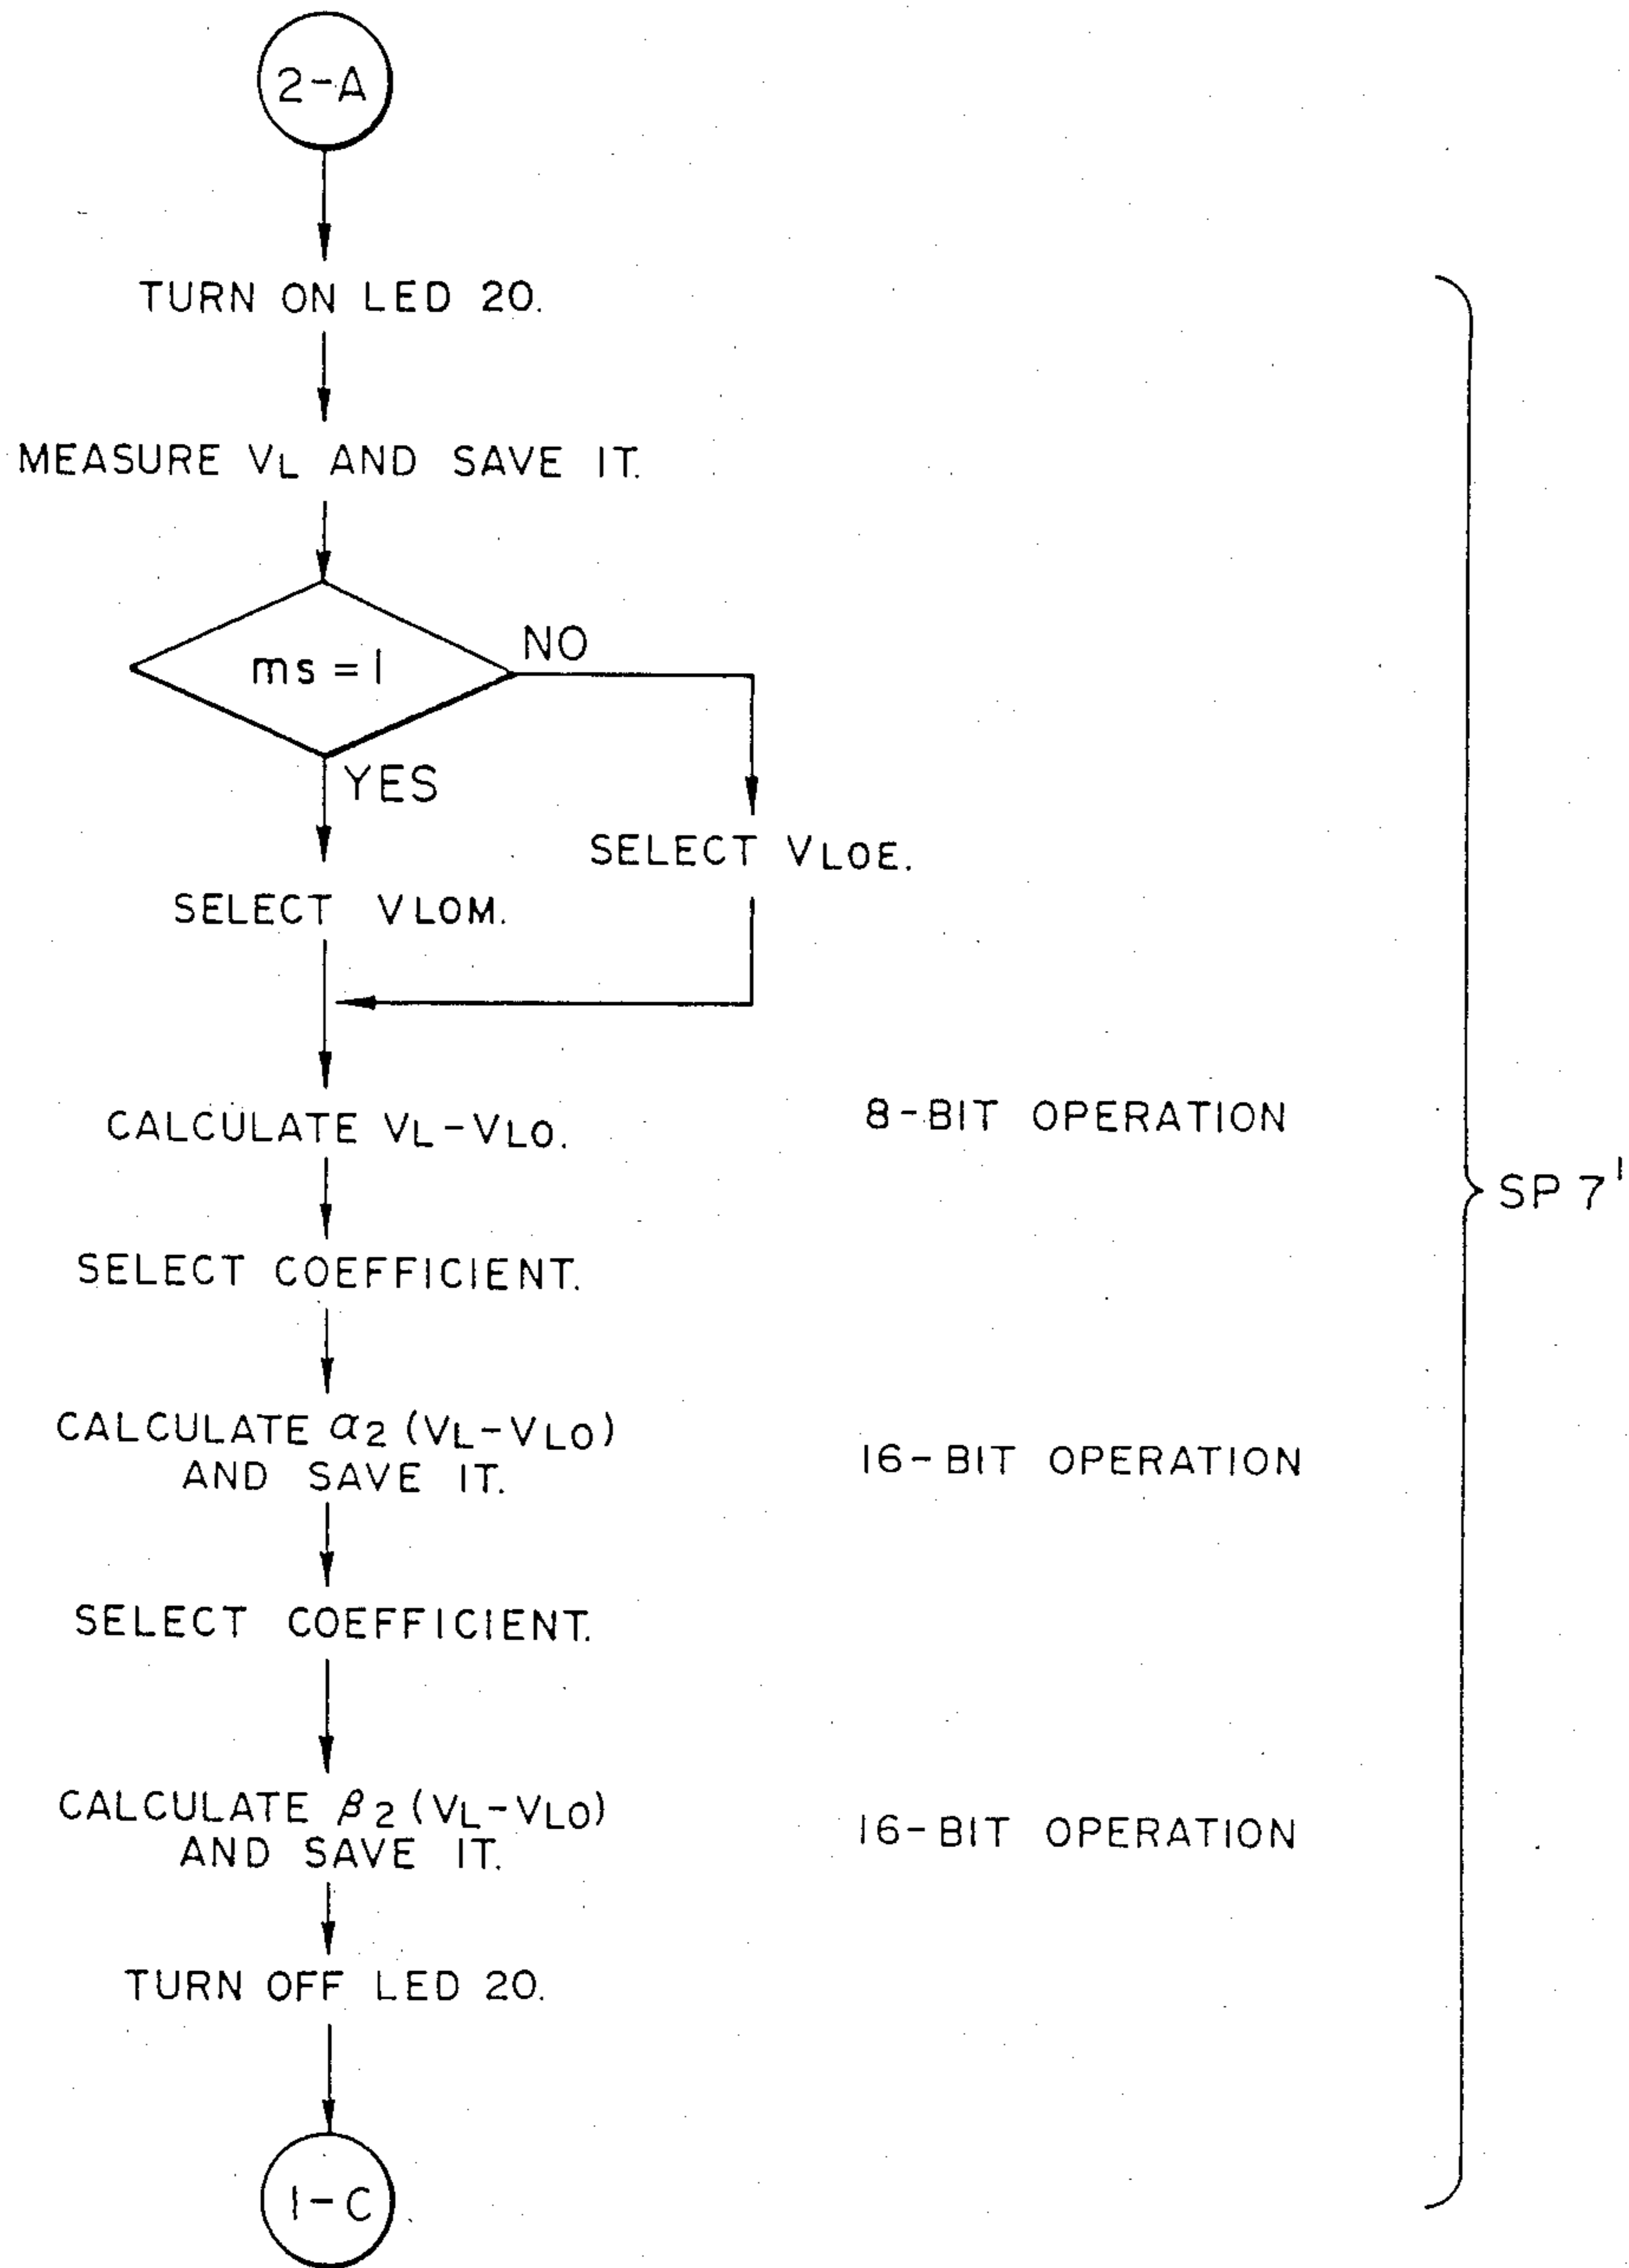 2-A
TURN ON LED 20.
MEASURE VL AND SAVE IT.
ms = 1
NO
YES
SELECT VLOE.
SELECT VLOM.
CALCULATE VL-VLO.
8-BIT OPERATION
SP 7'
SELECT COEFFICIENT.
CALCULATE α2 (VL-VLO)
AND SAVE IT.
16-BIT OPERATION
SELECT COEFFICIENT.
CALCULATE β2 (VL-VLO)
AND SAVE IT.
16-BIT OPERATION
TURN OFF LED 20.
1-C